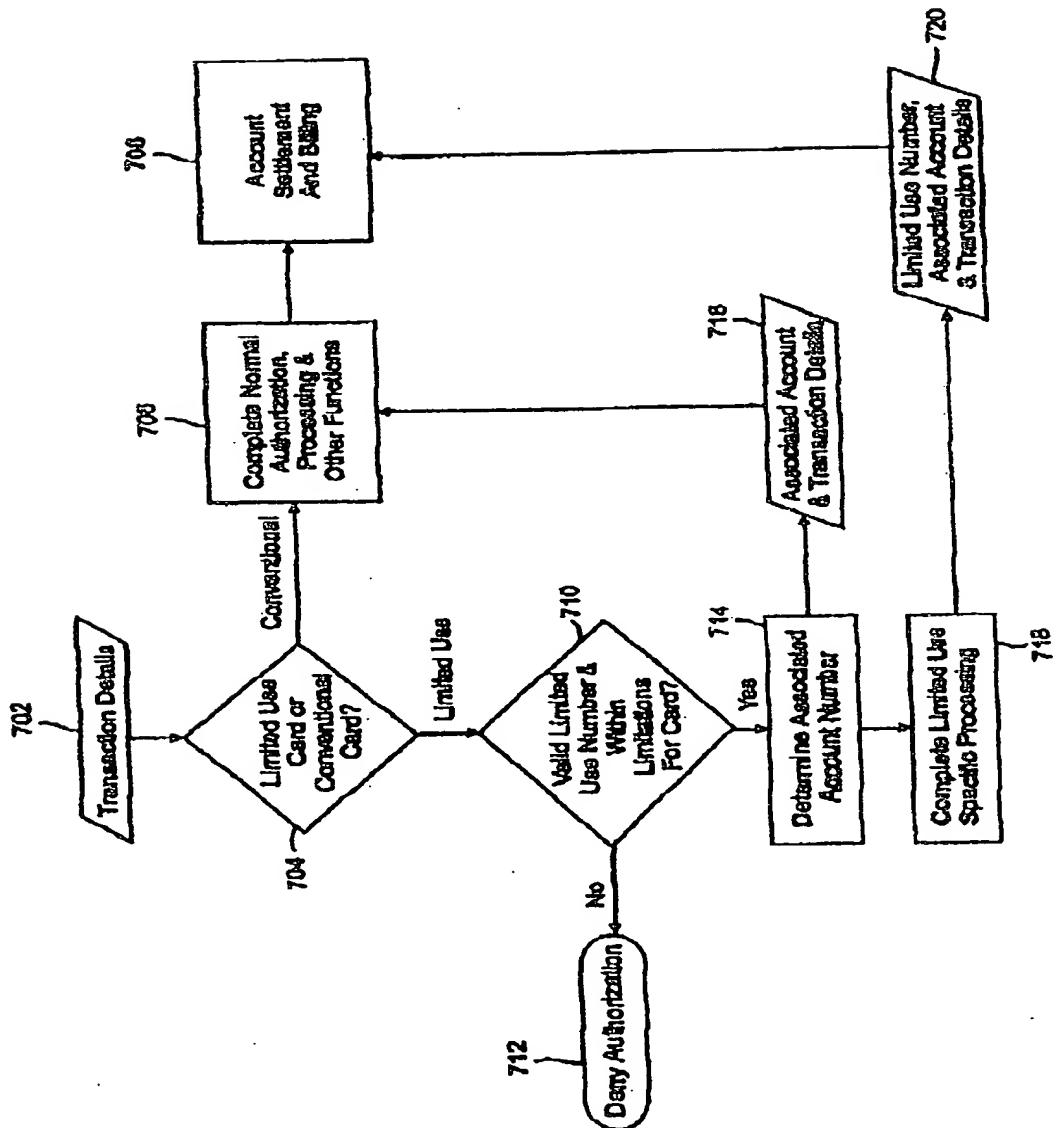 702
Transaction Details
704
Limited Use
Card or
Conventional
Card?
Conventional
706
Complete Normal
Authorization,
Processing &
Other Functions
708
Account
Settlement
And Billing
Limited Use
710
Valid Limited
Use Number &
Within
Limitations
For Card?
No
712
Deny Authorization
Yes
714
Determine Associated
Account Number
716
Associated Account
& Transaction Details
Complete Limited Use
Specific Processing
718
720
Limited Use Number,
Associated Account
& Transaction Details